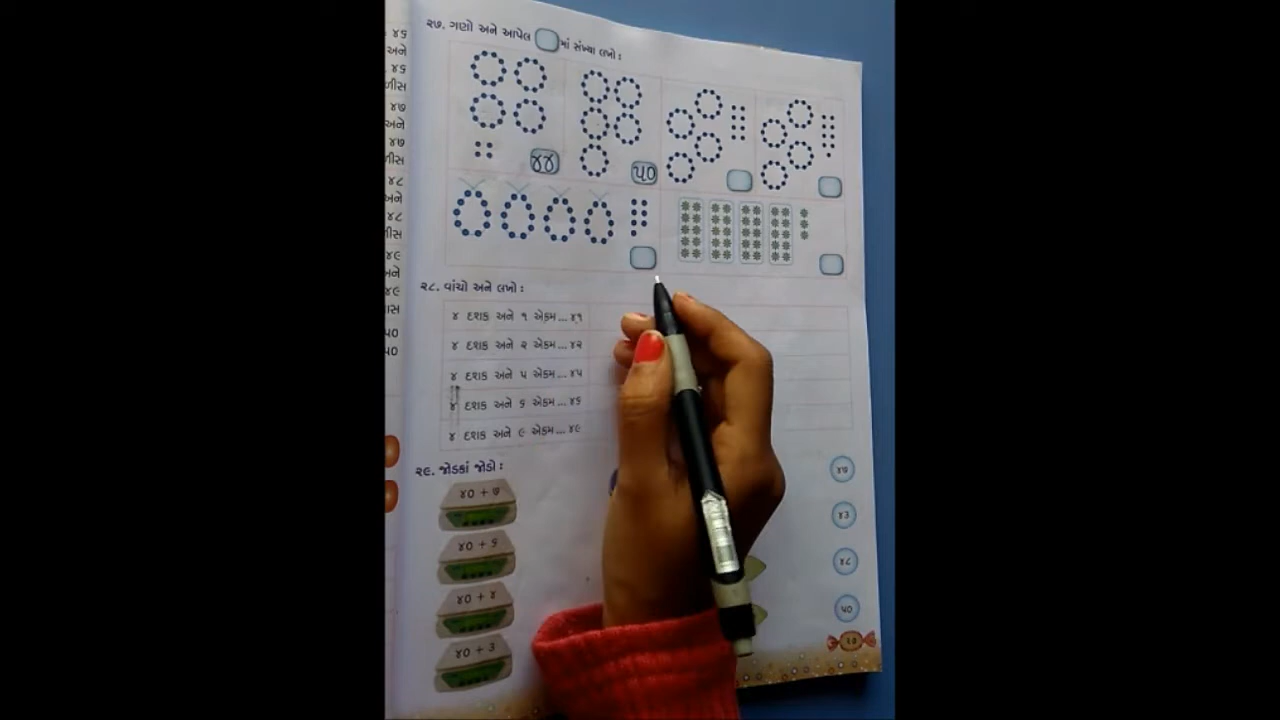 ૪૬
અને
૪૬
૪૭
અને
૪૭
૪૮
અને
૪૮
૪૯
૪૯
૫૦
૫૦
૨૭. ગણો અને આપેલ માં સંખ્યા લખો :
૪૪
૫૦
૨૮. વાંચો અને લખો :
૪ દશક અને ૧ એકમ... ૪૧
૪ દશક અને ૨ એકમ... ૪૨
૪ દશક અને ૫ એકમ... ૪૫
૪ દશક અને ૬ એકમ... ૪૬
૪ દશક અને ૯ એકમ... ૪૯
૨૯. જોડકાં જોડો :
૪૦ + ૭
૪૦ + ૬
૪૦ + ૪
૪૦ + ૩
૪૭
૪૩
૪૮
૫૦